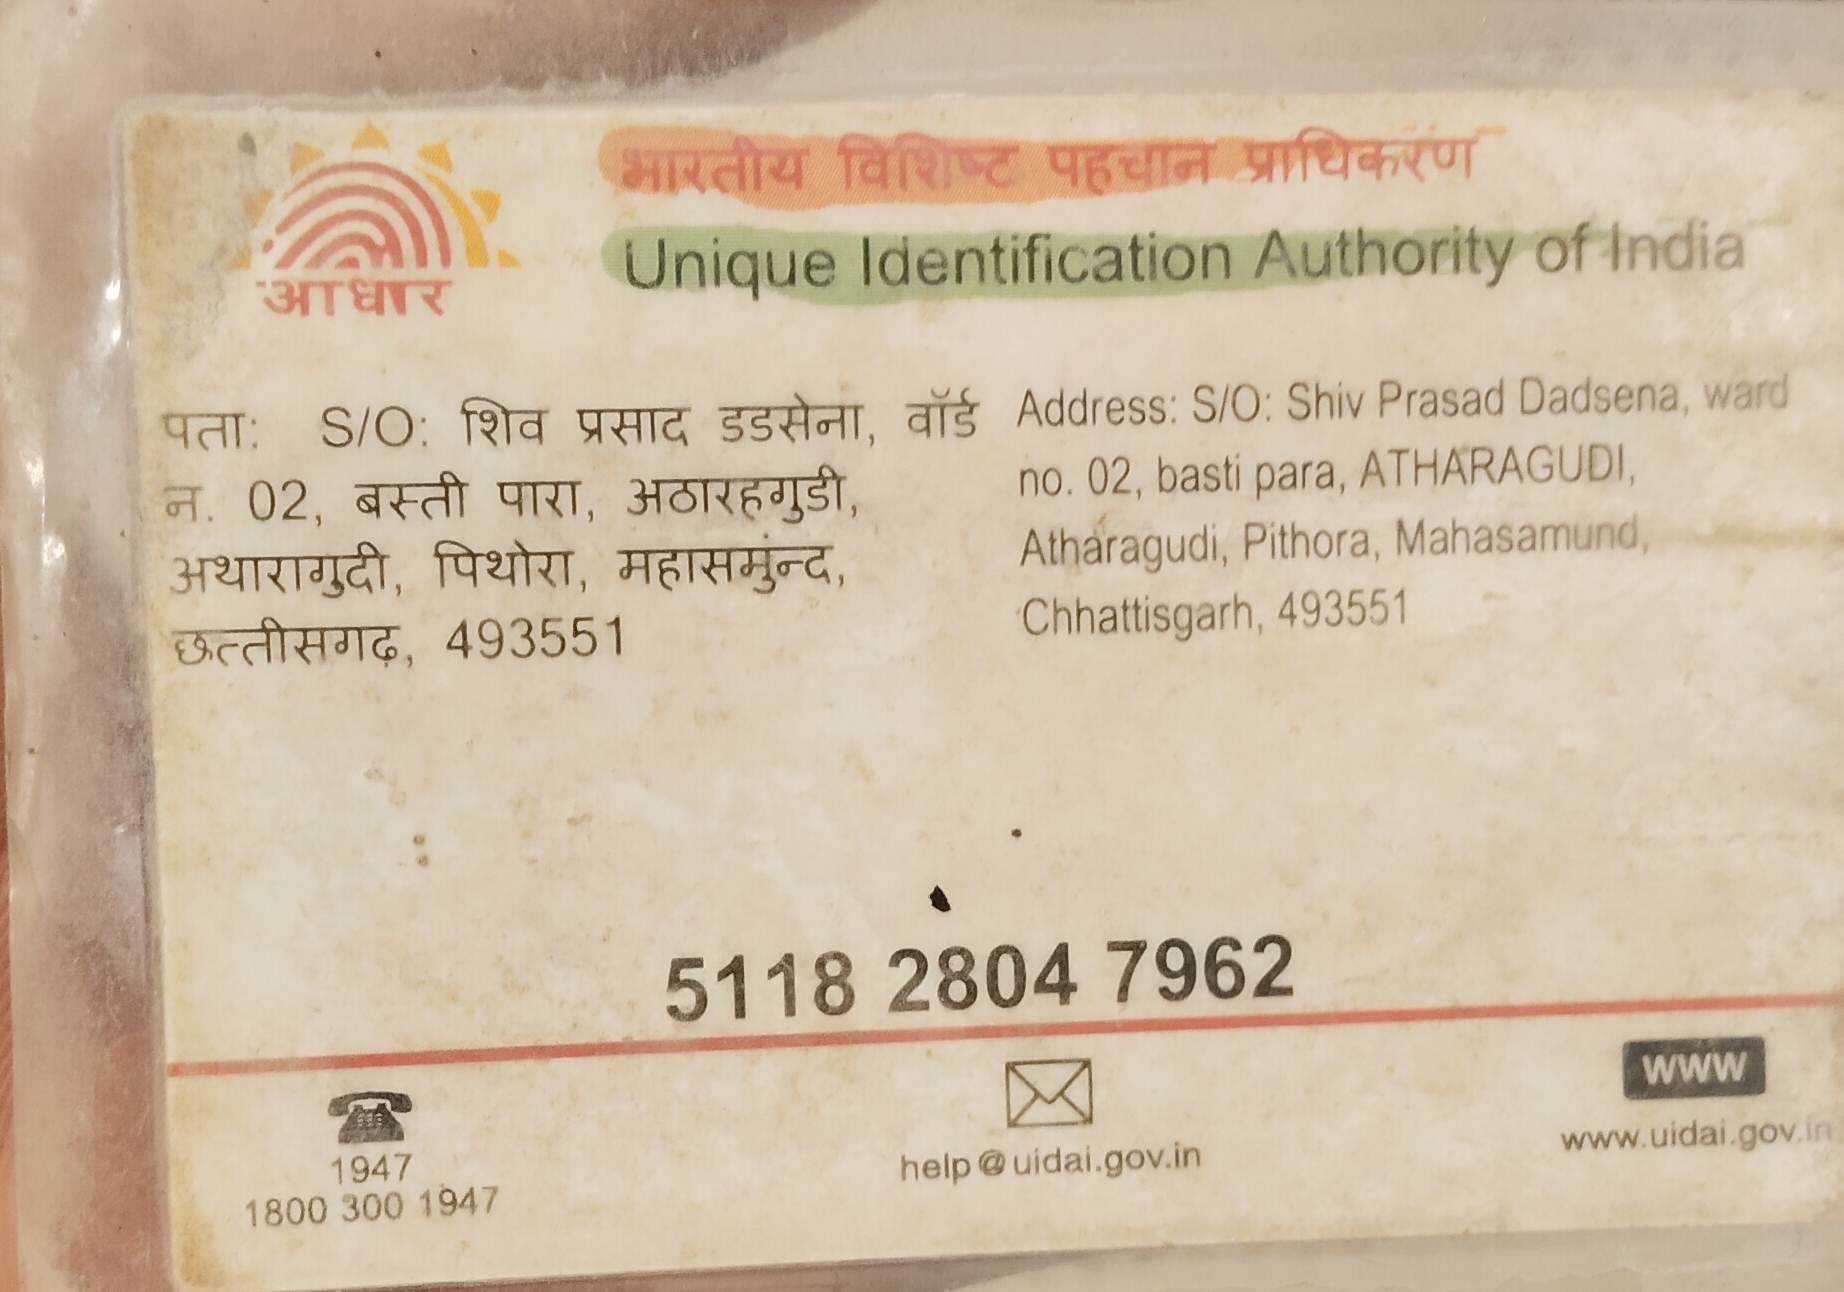 भारतीय विशिष्ट पहचान प्राधिकरण
Unique Identification Authority of India
आधार
पता: S/O: शिव प्रसाद डडसेना, वॉर्ड
न. 02, बस्ती पारा, अठारहगुडी,
अथारागुदी, पिथोरा, महासमुंन्द,
छत्तीसगढ़, 493551
Address: S/O: Shiv Prasad Dadsena, ward
no. 02, basti para, ATHARAGUDI,
Atharagudi, Pithora, Mahasamund,
Chhattisgarh, 493551
5118 2804 7962
1947
1800 300 1947
help@uidai.gov.in
www
www.uidai.gov.in